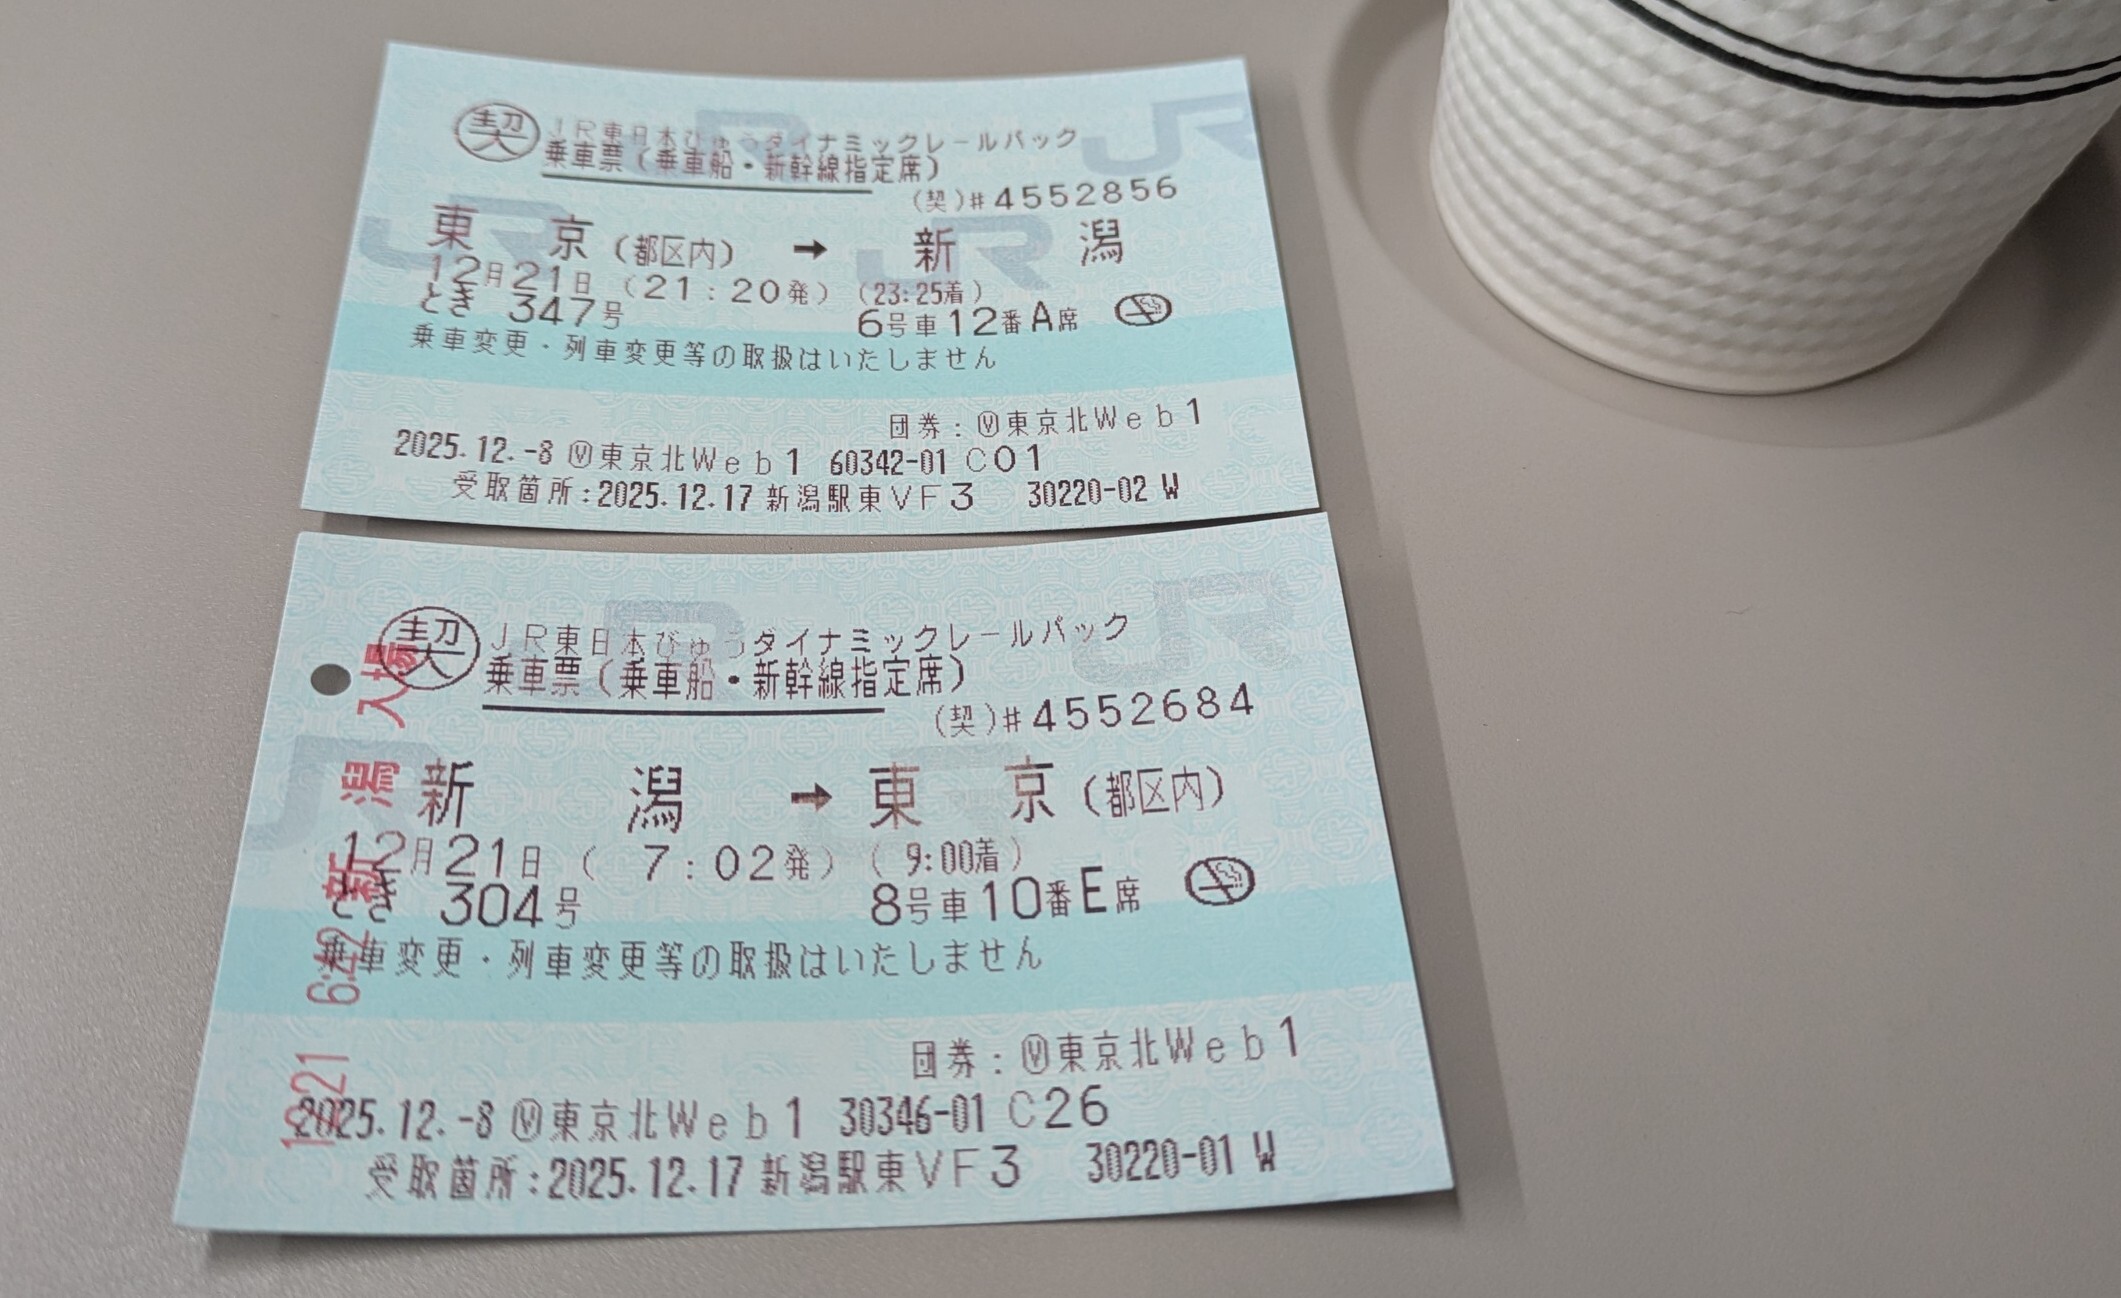 契 JR東日本びゅうダイナミックレールパック
乗車票(乗車船・新幹線指定席)
(契)#4552856
東京(都区内) → 新潟
12月21日 (21:20発) (23:25着)
とき 347号 6号車12番A席
乗車変更・列車変更等の取扱はいたしません
団券:Ⓥ東京北Web1
2025.12.-8 Ⓥ東京北Web1 60342-01 C01
受取箇所:2025.12.17 新潟駅東VF3 30220-02 W
契 JR東日本びゅうダイナミックレールパック
乗車票(乗車船・新幹線指定席)
(契)#4552684
新潟 → 東京(都区内)
12月21日 ( 7:02発) ( 9:00着)
とき 304号 8号車10番E席
乗車変更・列車変更等の取扱はいたしません
団券:Ⓥ東京北Web1
2025.12.-8 Ⓥ東京北Web1 30346-01 C26
受取箇所:2025.12.17 新潟駅東VF3 30220-01 W
12.21 6:42 新潟 入場
JR
JR
JR
JR
JR